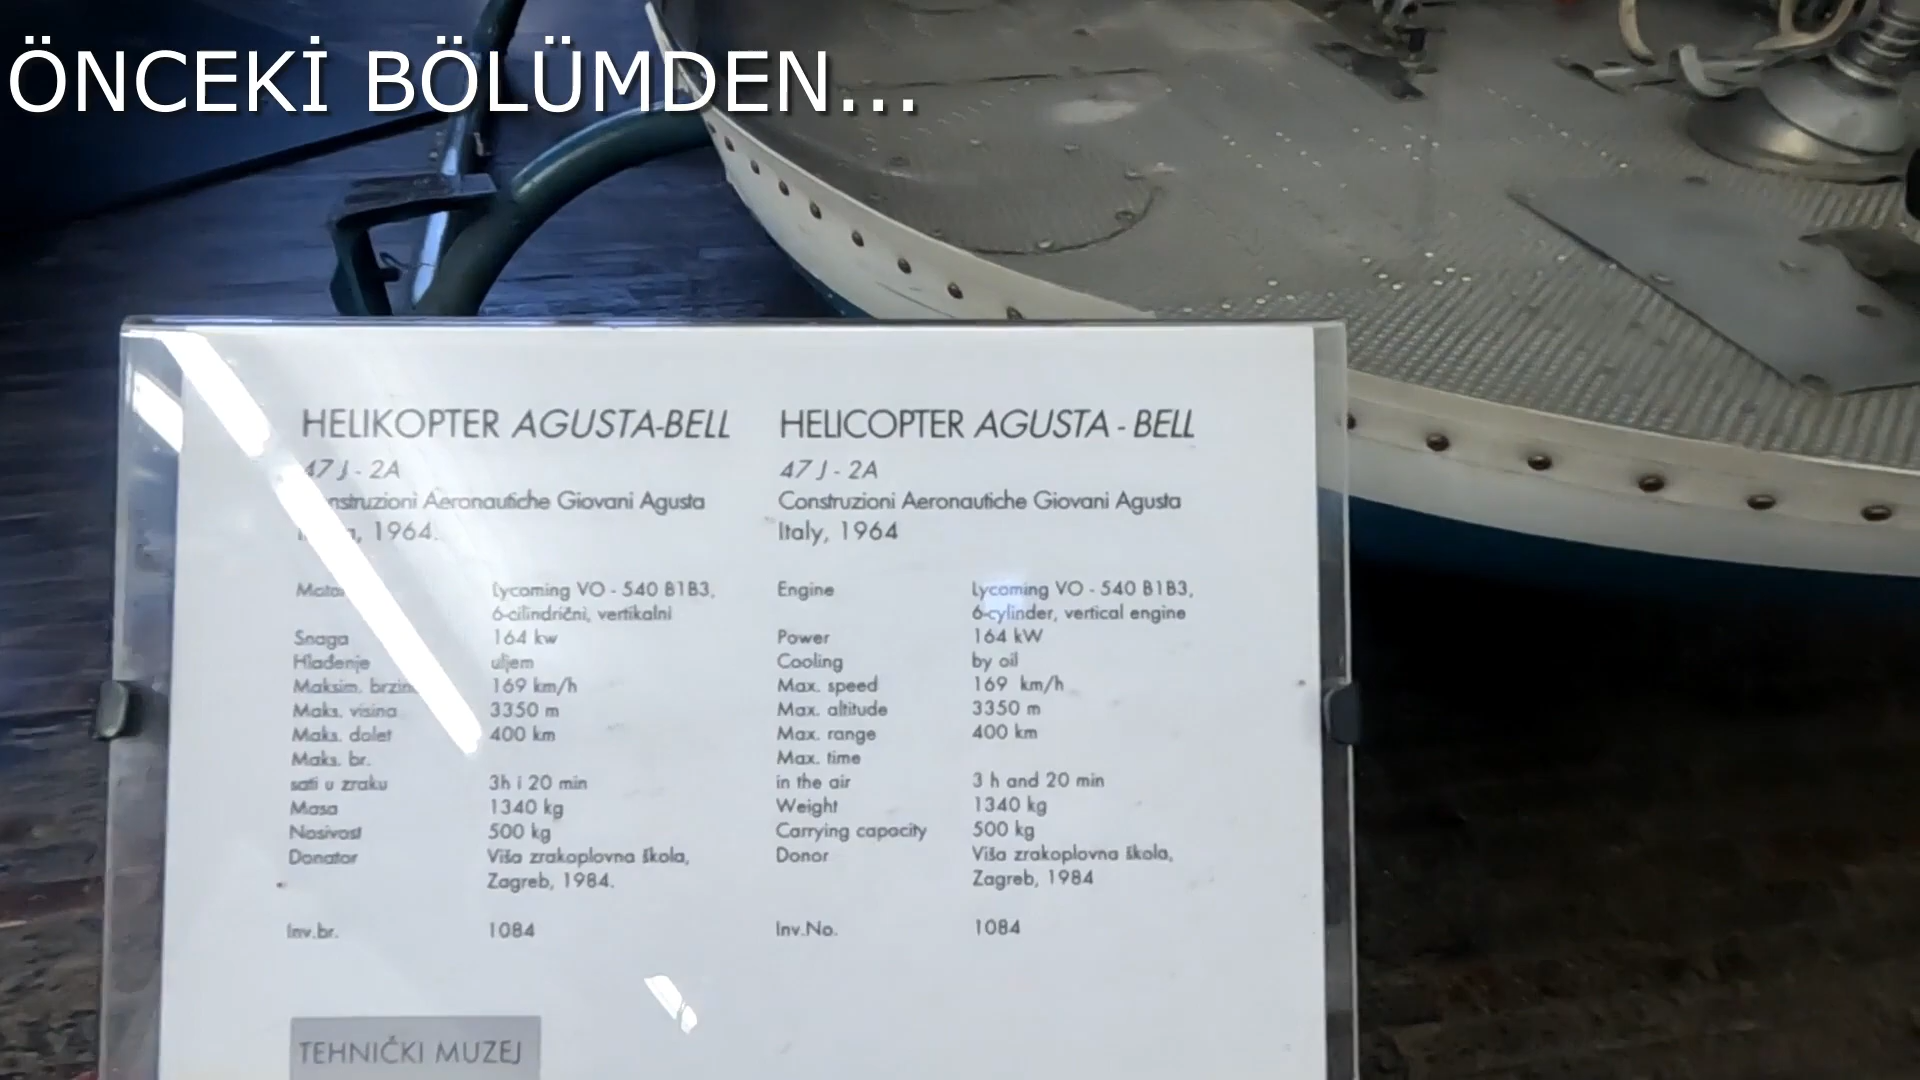 ÖNCEKİ BÖLÜMDEN...
HELIKOPTER AGUSTA-BELL
47 J - 2A
Aeronautiche Giovani Agusta
1964.
Motor Lycoming VO - 540 B1B3,
6-cilindrični, vertikalni
Snaga 164 kw
Hlađenje uljem
Maksim. 169 km/h
Maks. visina 3350 m
Maks. dolet 400 km
Maks. br.
sati u zraku 3h i 20 min
Masa 1340 kg
Nosivost 500 kg
Donator Viša zrakoplovna škola,
Zagreb, 1984.
Inv.br. 1084
HELICOPTER AGUSTA - BELL
47 J - 2A
Construzioni Aeronautiche Giovani Agusta
Italy, 1964
Engine Lycoming VO - 540 B1B3,
6-cylinder, vertical engine
Power 164 kW
Cooling by oil
Max. speed 169 km/h
Max. altitude 3350 m
Max. range 400 km
Max. time
in the air 3 h and 20 min
Weight 1340 kg
Carrying capacity 500 kg
Donor Viša zrakoplovna škola,
Zagreb, 1984
Inv.No. 1084
TEHNIČKI MUZEJ